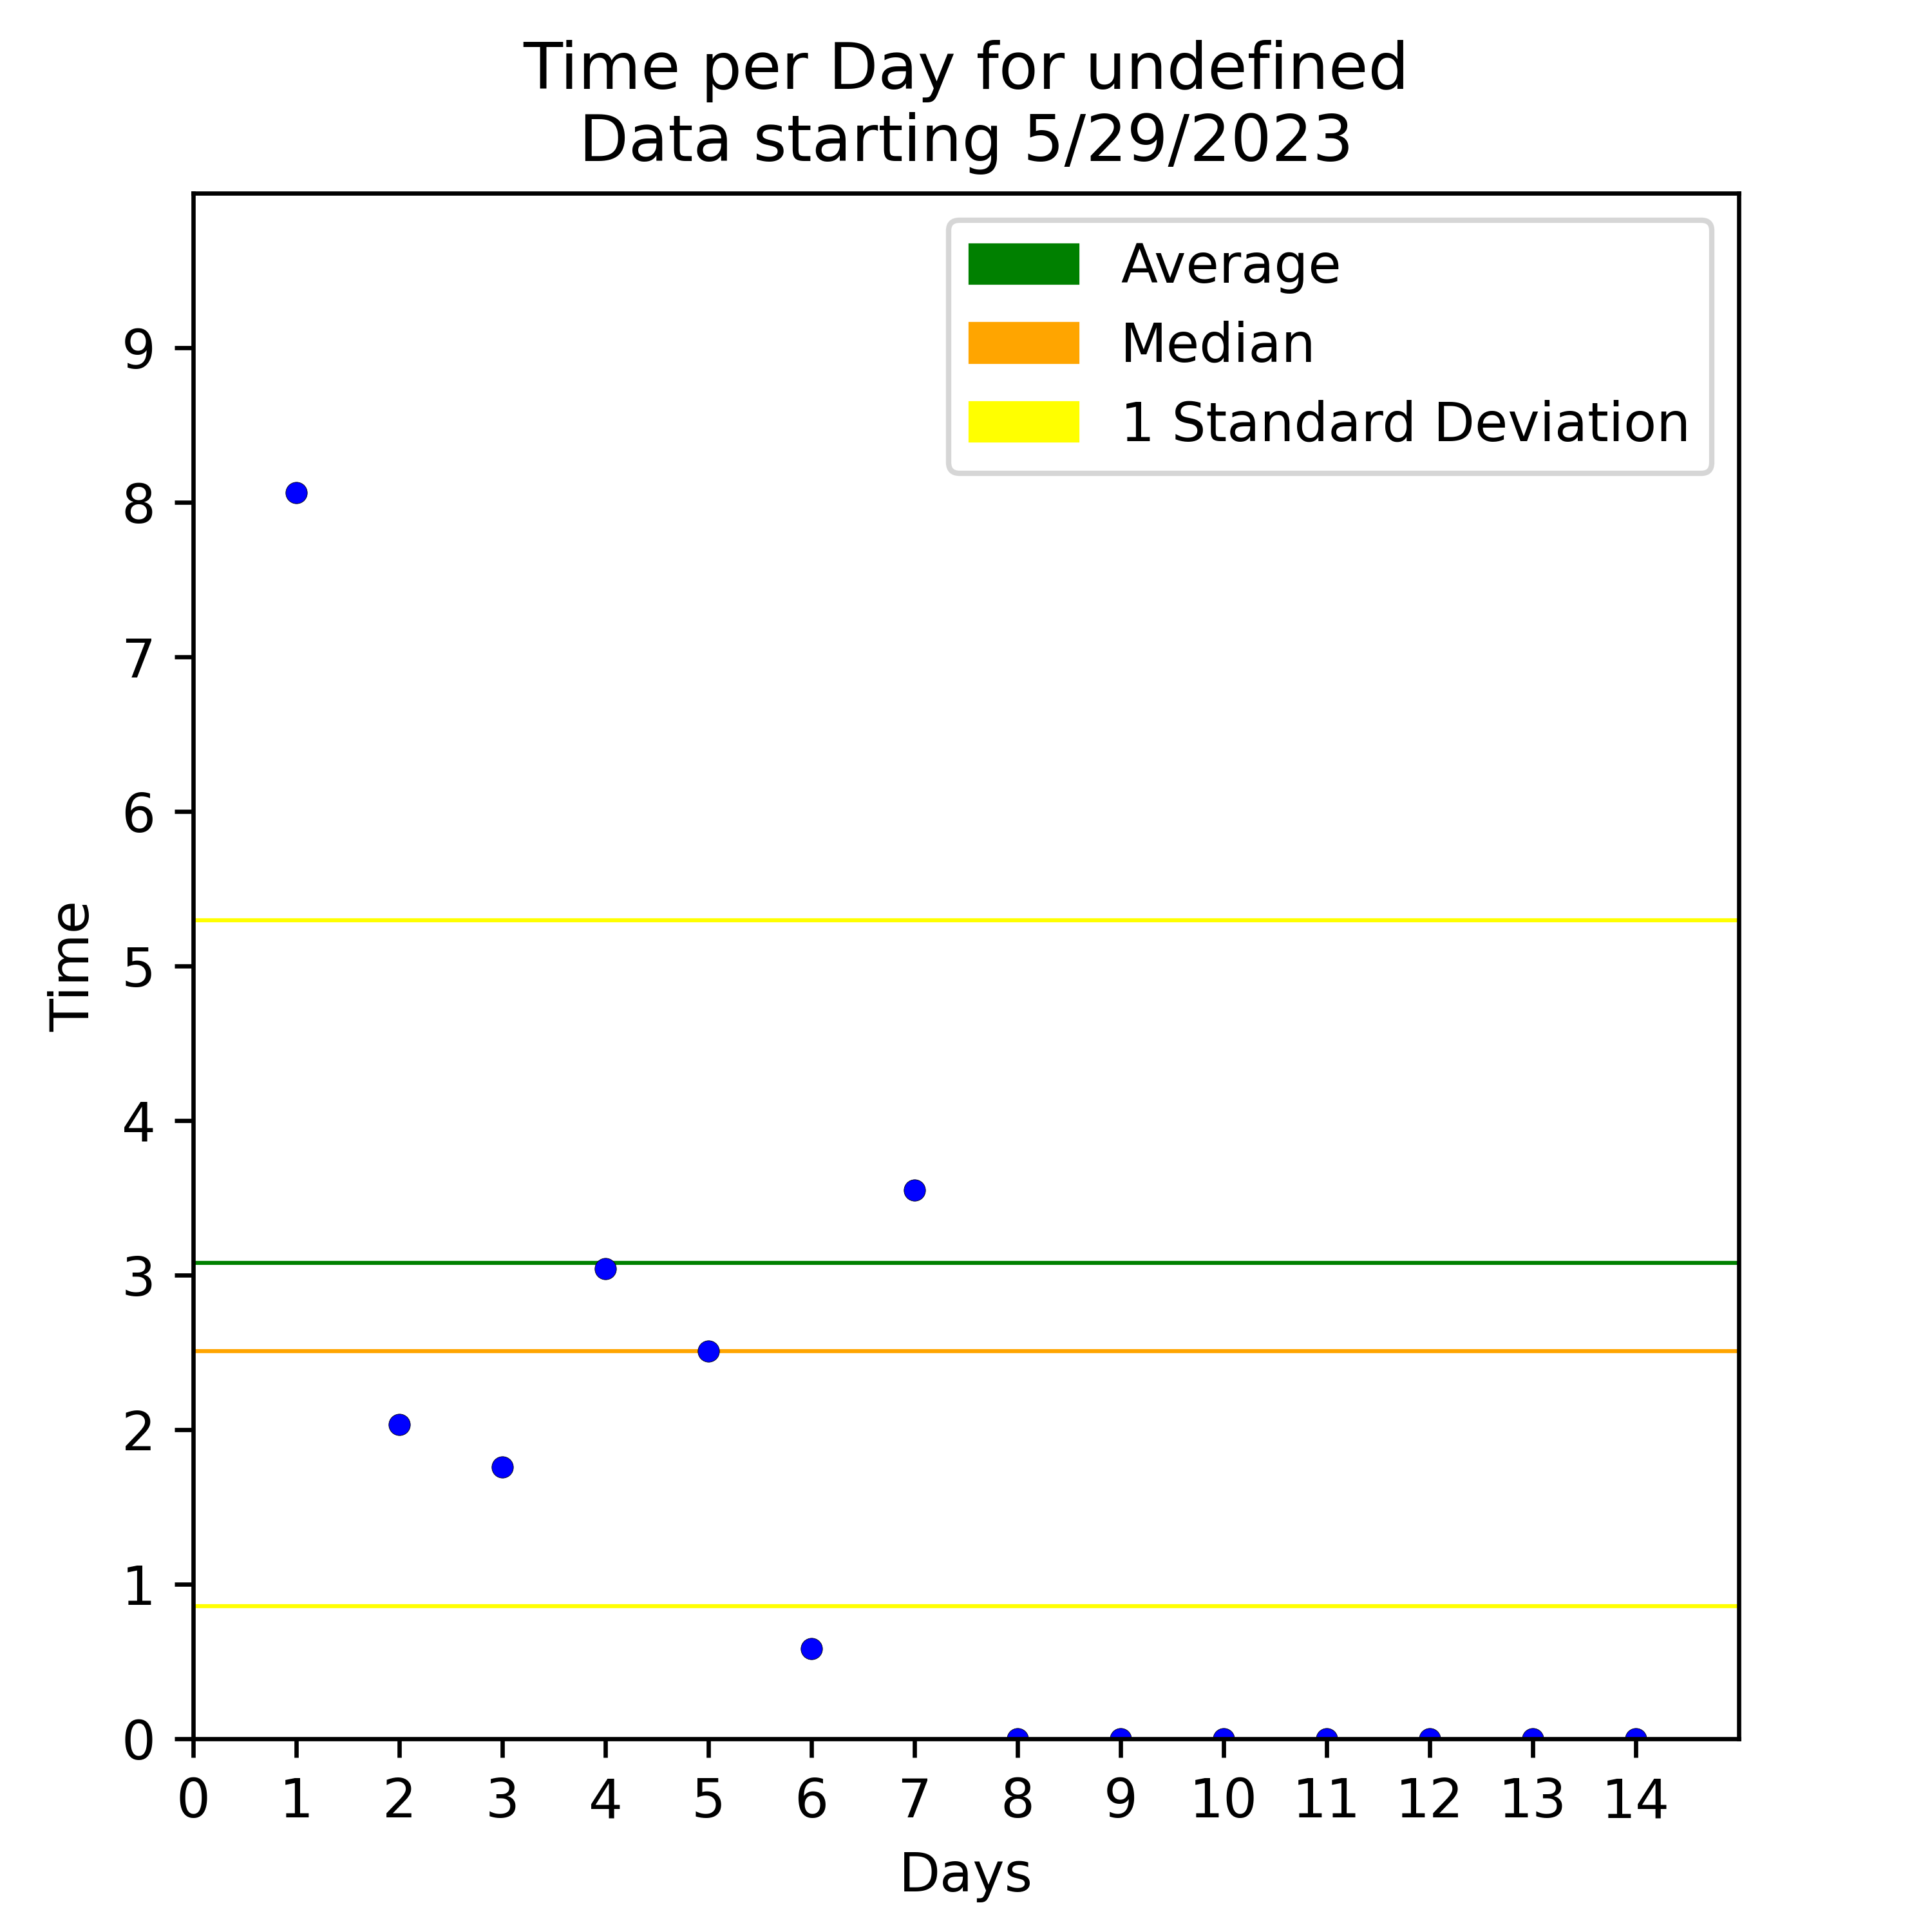 Time per Day for undefined
Data starting 5/29/2023
Average
Median
1 Standard Deviation
9
8
7
6
5
4
3
2
1
0
Time
0 1 2 3 4 5 6 7 8 9 10 11 12 13 14
Days